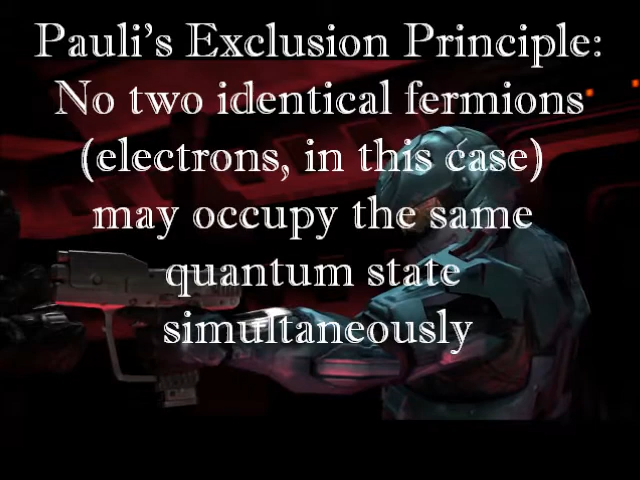 Pauli's Exclusion Principle:
No two identical fermions
(electrons, in this case)
may occupy the same
quantum state
simultaneously